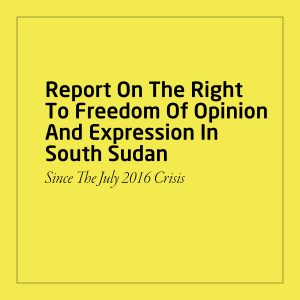 Report On The Right
To Freedom Of Opinion
And Expression In
South Sudan
Since The July 2016 Crisis